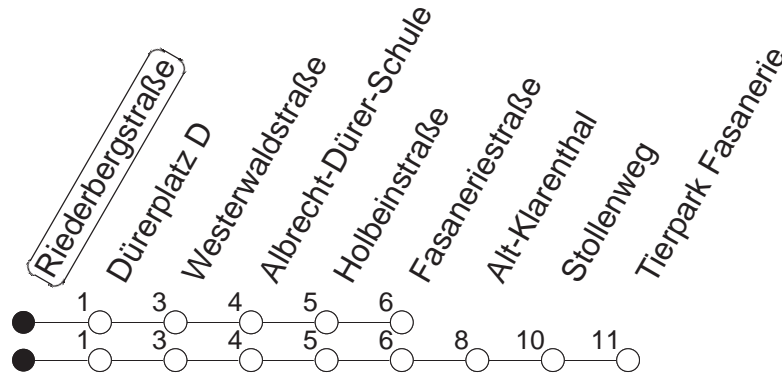 Riederbergstraße
Dürerplatz D
Westerwaldstraße
Albrecht-Dürer-Schule
Holbeinstraße
Fasaneriestraße
Alt-Klarenthal
Stollenweg
Tierpark Fasanerie
1 3 4 5 6
1 3 4 5 6 8 10 11